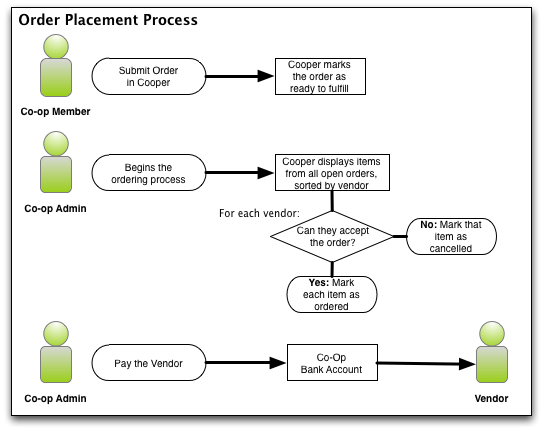 Order Placement Process
Submit Order
in Cooper
Cooper marks
the order as
ready to fulfill
Co-op Member
Begins the
ordering process
Cooper displays items
from all open orders,
sorted by vendor
Co-op Admin
For each vendor:
Can they accept
the order?
No: Mark that
item as
cancelled
Yes: Mark
each item as
ordered
Pay the Vendor
Co-Op
Bank Account
Co-op Admin
Vendor